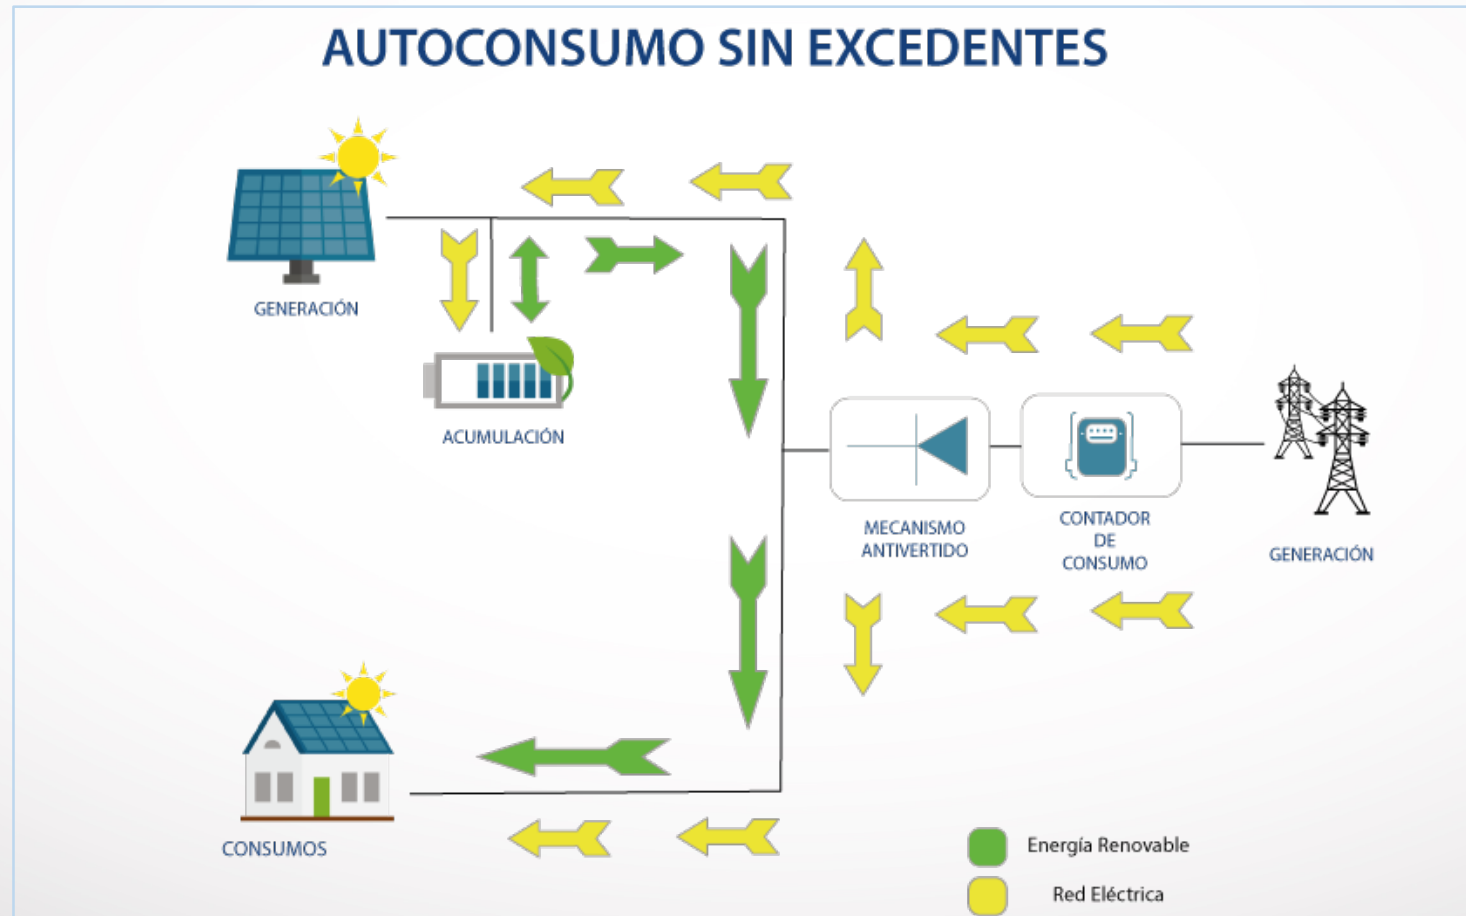 AUTOCONSUMO SIN EXCEDENTES
GENERACIÓN
ACUMULACIÓN
MECANISMO
ANTIVERTIDO
CONTADOR
DE
CONSUMO
GENERACIÓN
CONSUMOS
Energía Renovable
Red Eléctrica